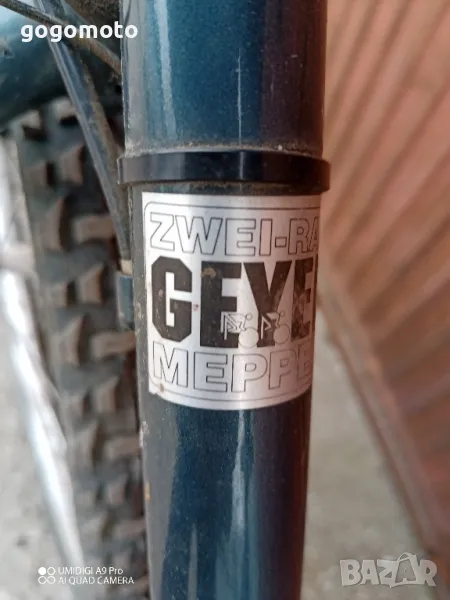 gogomoto
ZWEI-RA
GEYE
MEPPE
UMIDIGI A9 Pro
AI QUAD CAMERA
BAZAR